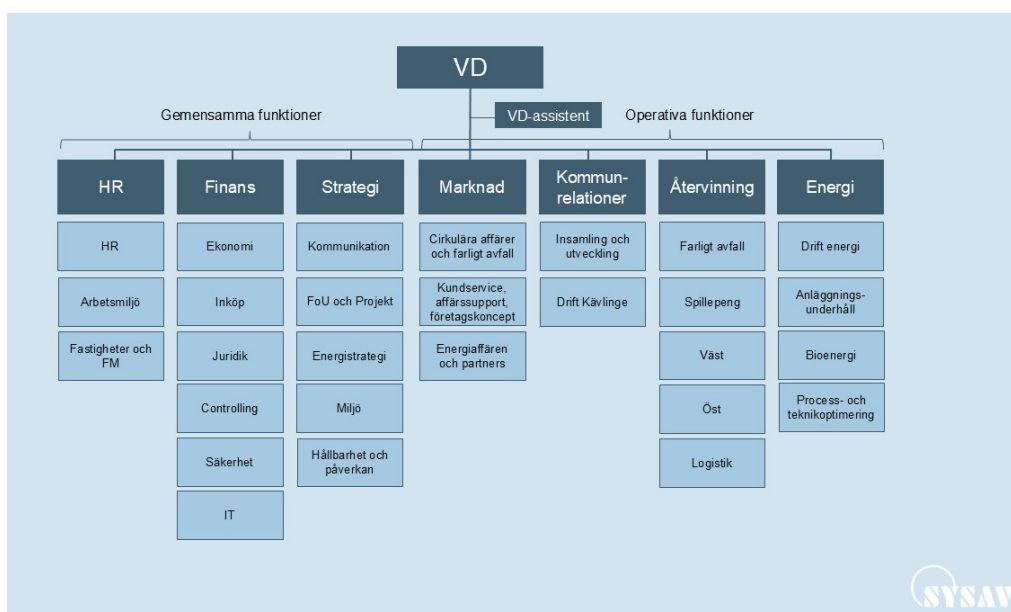 VD
VD-assistent
Gemensamma funktioner
Operativa funktioner
HR
Finans
Strategi
Marknad
Kommun-
relationer
Återvinning
Energi
HR
Arbetsmiljö
Fastigheter och
FM
Ekonomi
Inköp
Juridik
Controlling
Säkerhet
IT
Kommunikation
FoU och Projekt
Energistrategi
Miljö
Hållbarhet och
påverkan
Cirkulära affärer
och farligt avfall
Kundservice,
affärssupport,
företagskoncept
Energiaffären
och partners
Insamling och
utveckling
Drift Kävlinge
Farligt avfall
Spillepeng
Väst
Öst
Logistik
Drift energi
Anläggnings-
underhåll
Bioenergi
Process- och
teknikoptimering
SYSAV